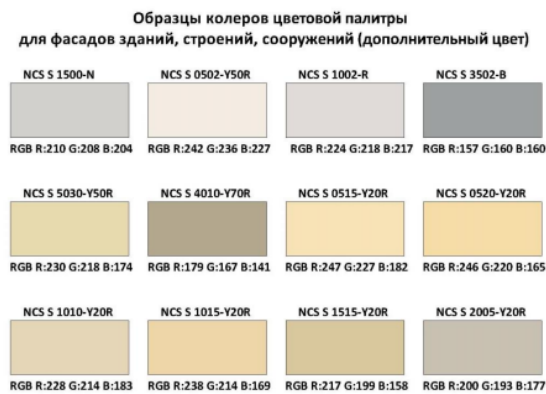 Образцы колеров цветовой палитры
для фасадов зданий, строений, сооружений (дополнительный цвет)
NCS S 1500-N NCS S 0502-Y50R NCS S 1002-R NCS S 3502-B
RGB R:210 G:208 B:204 RGB R:242 G:236 B:227 RGB R:224 G:218 B:217 RGB R:157 G:160 B:160
NCS S 5030-Y50R NCS S 4010-Y70R NCS S 0515-Y20R NCS S 0520-Y20R
RGB R:230 G:218 B:174 RGB R:179 G:167 B:141 RGB R:247 G:227 B:182 RGB R:246 G:220 B:165
NCS S 1010-Y20R NCS S 1015-Y20R NCS S 1515-Y20R NCS S 2005-Y20R
RGB R:228 G:214 B:183 RGB R:238 G:214 B:169 RGB R:217 G:199 B:158 RGB R:200 G:193 B:177